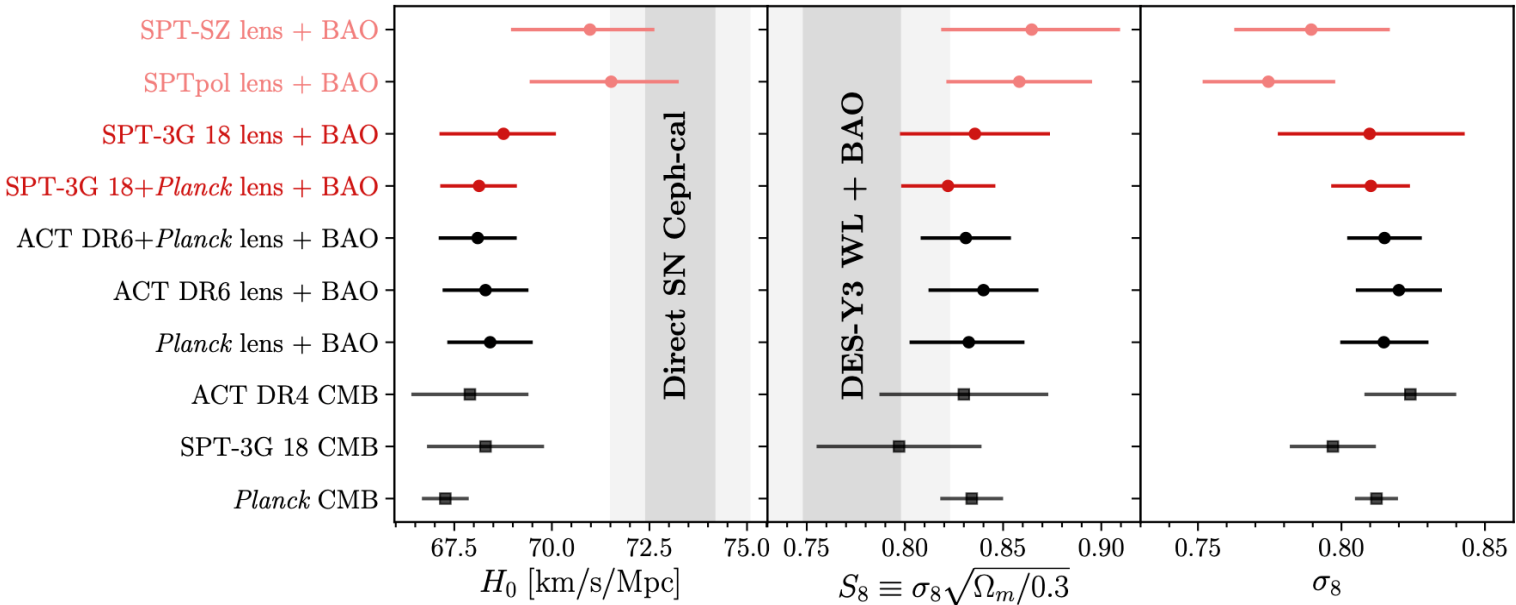 SPT-SZ lens + BAO
SPTpol lens + BAO
SPT-3G 18 lens + BAO
SPT-3G 18+Planck lens + BAO
ACT DR6+Planck lens + BAO
ACT DR6 lens + BAO
Planck lens + BAO
ACT DR4 CMB
SPT-3G 18 CMB
Planck CMB
Direct SN Ceph-cal
DES-Y3 WL + BAO
67.5 70.0 72.5 75.0
H₀ [km/s/Mpc]
0.75 0.80 0.85 0.90
S₈ ≡ σ₈√(Ωₘ/0.3)
0.75 0.80 0.85
σ₈